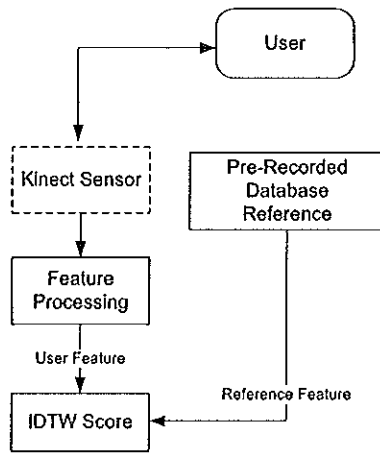 User
Kinect Sensor
Pre-Recorded
Database
Reference
Feature
Processing
User Feature
Reference Feature
IDTW Score